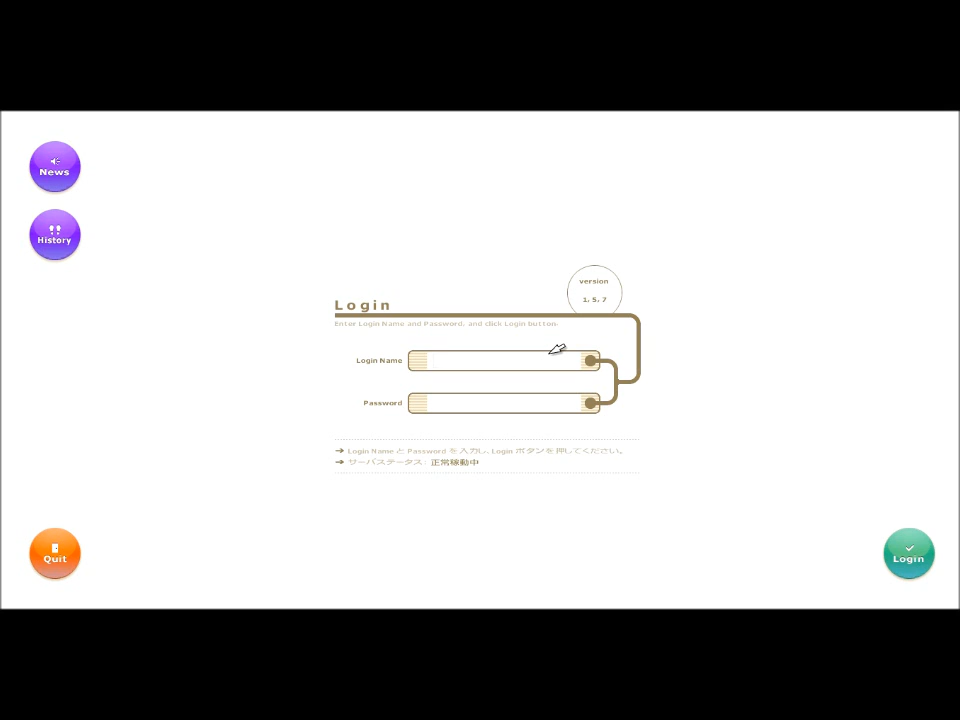 News
History
version
1. 5. 7
Login
Enter Login Name and Password, and click Login button.
Login Name
Password
Login Name と Password を入力し、Login ボタンを押してください。
サーバステータス: 正常稼動中
Quit
Login